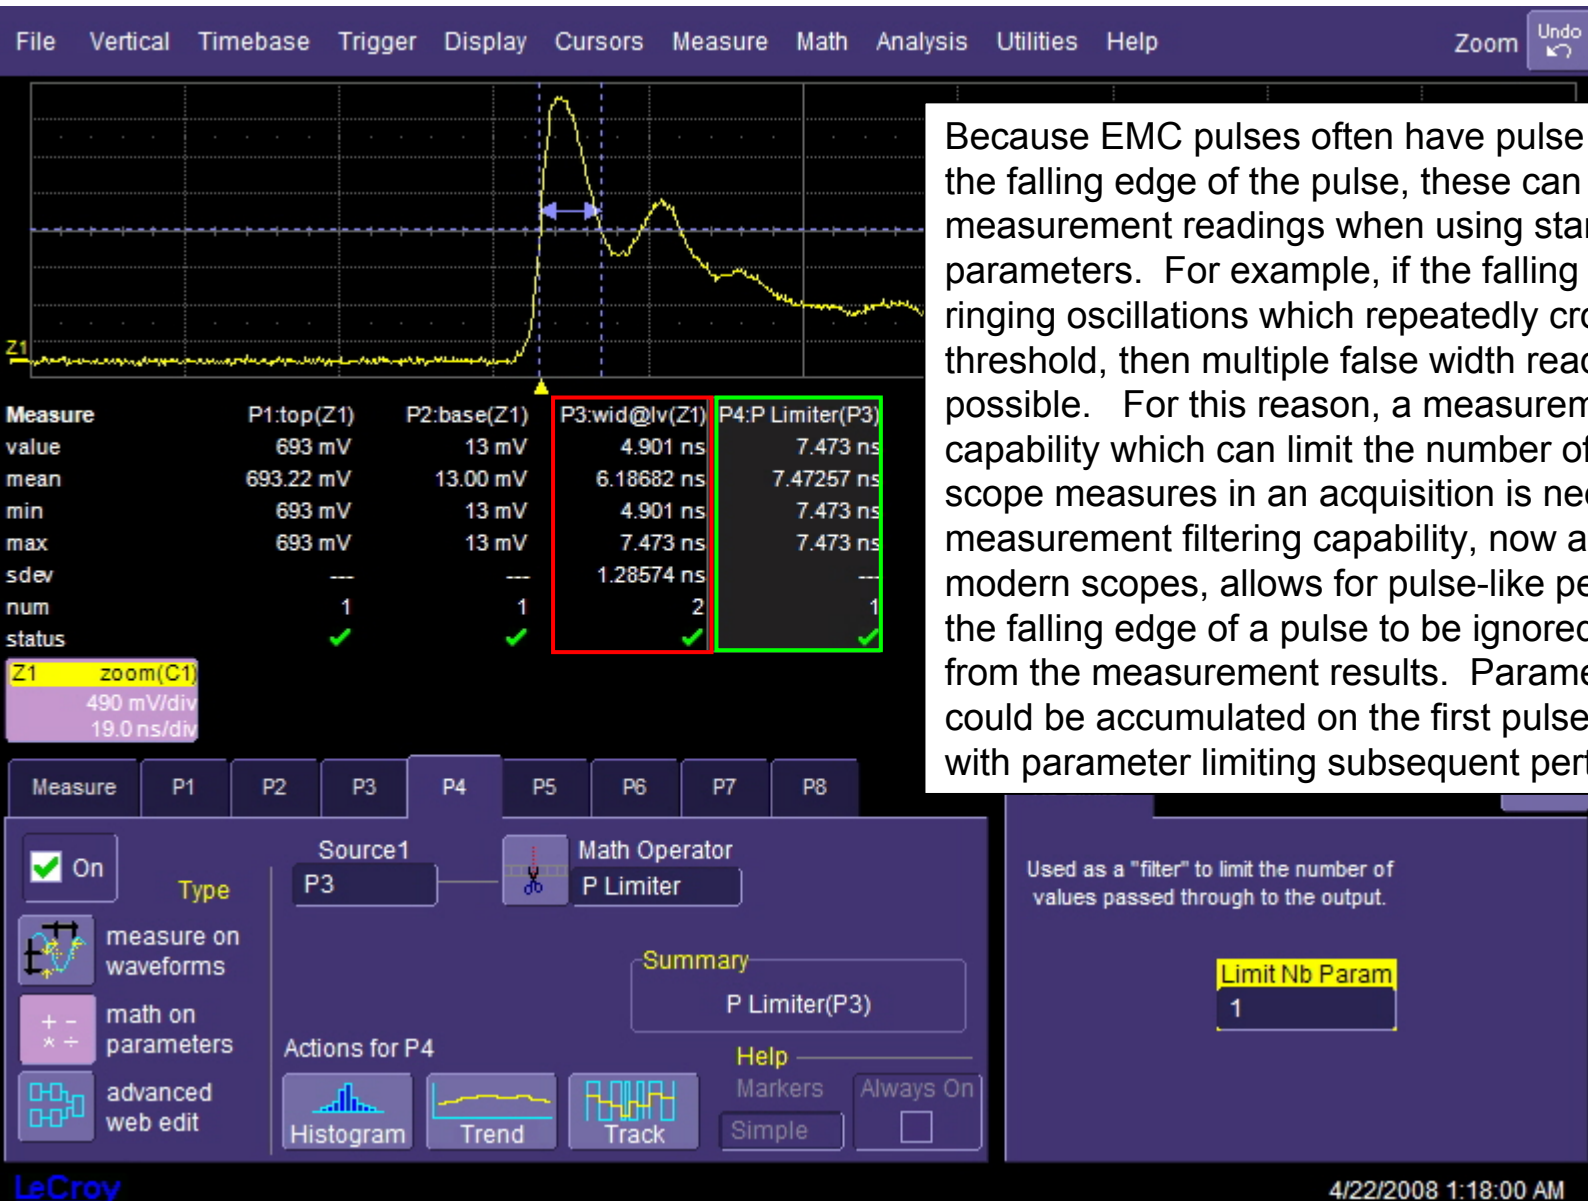 File Vertical Timebase Trigger Display Cursors Measure Math Analysis Utilities Help Zoom Undo
Because EMC pulses often have pulse
the falling edge of the pulse, these can
measurement readings when using
parameters. For example, if the falling
ringing oscillations which repeatedly
threshold, then multiple false width
possible. For this reason, a
capability which can limit the number of
scope measures in an acquisition is
measurement filtering capability, now
modern scopes, allows for pulse-like
the falling edge of a pulse to be ignored
from the measurement results.
could be accumulated on the first pulse
with parameter limiting subsequent
Z1
Measure P1:top(Z1) P2:base(Z1) P3:wid@lv(Z1) P4:P Limiter(P3)
value 693 mV 13 mV 4.901 ns 7.473 ns
mean 693.22 mV 13.00 mV 6.18682 ns 7.47257 ns
min 693 mV 13 mV 4.901 ns 7.473 ns
max 693 mV 13 mV 7.473 ns 7.473 ns
sdev --- --- 1.28574 ns ---
num 1 1 2 1
status
Z1 zoom(C1)
490 mV/div
19.0 ns/div
Measure P1 P2 P3 P4 P5 P6 P7 P8
On
Type
measure on
waveforms
math on
parameters
advanced
web edit
Source1
P3
Math Operator
P Limiter
Summary
P Limiter(P3)
Actions for P4
Histogram Trend Track
Help
Markers
Simple
Always On
Used as a "filter" to limit the number of
values passed through to the output.
Limit Nb Param
1
LeCroy
4/22/2008 1:18:00 AM